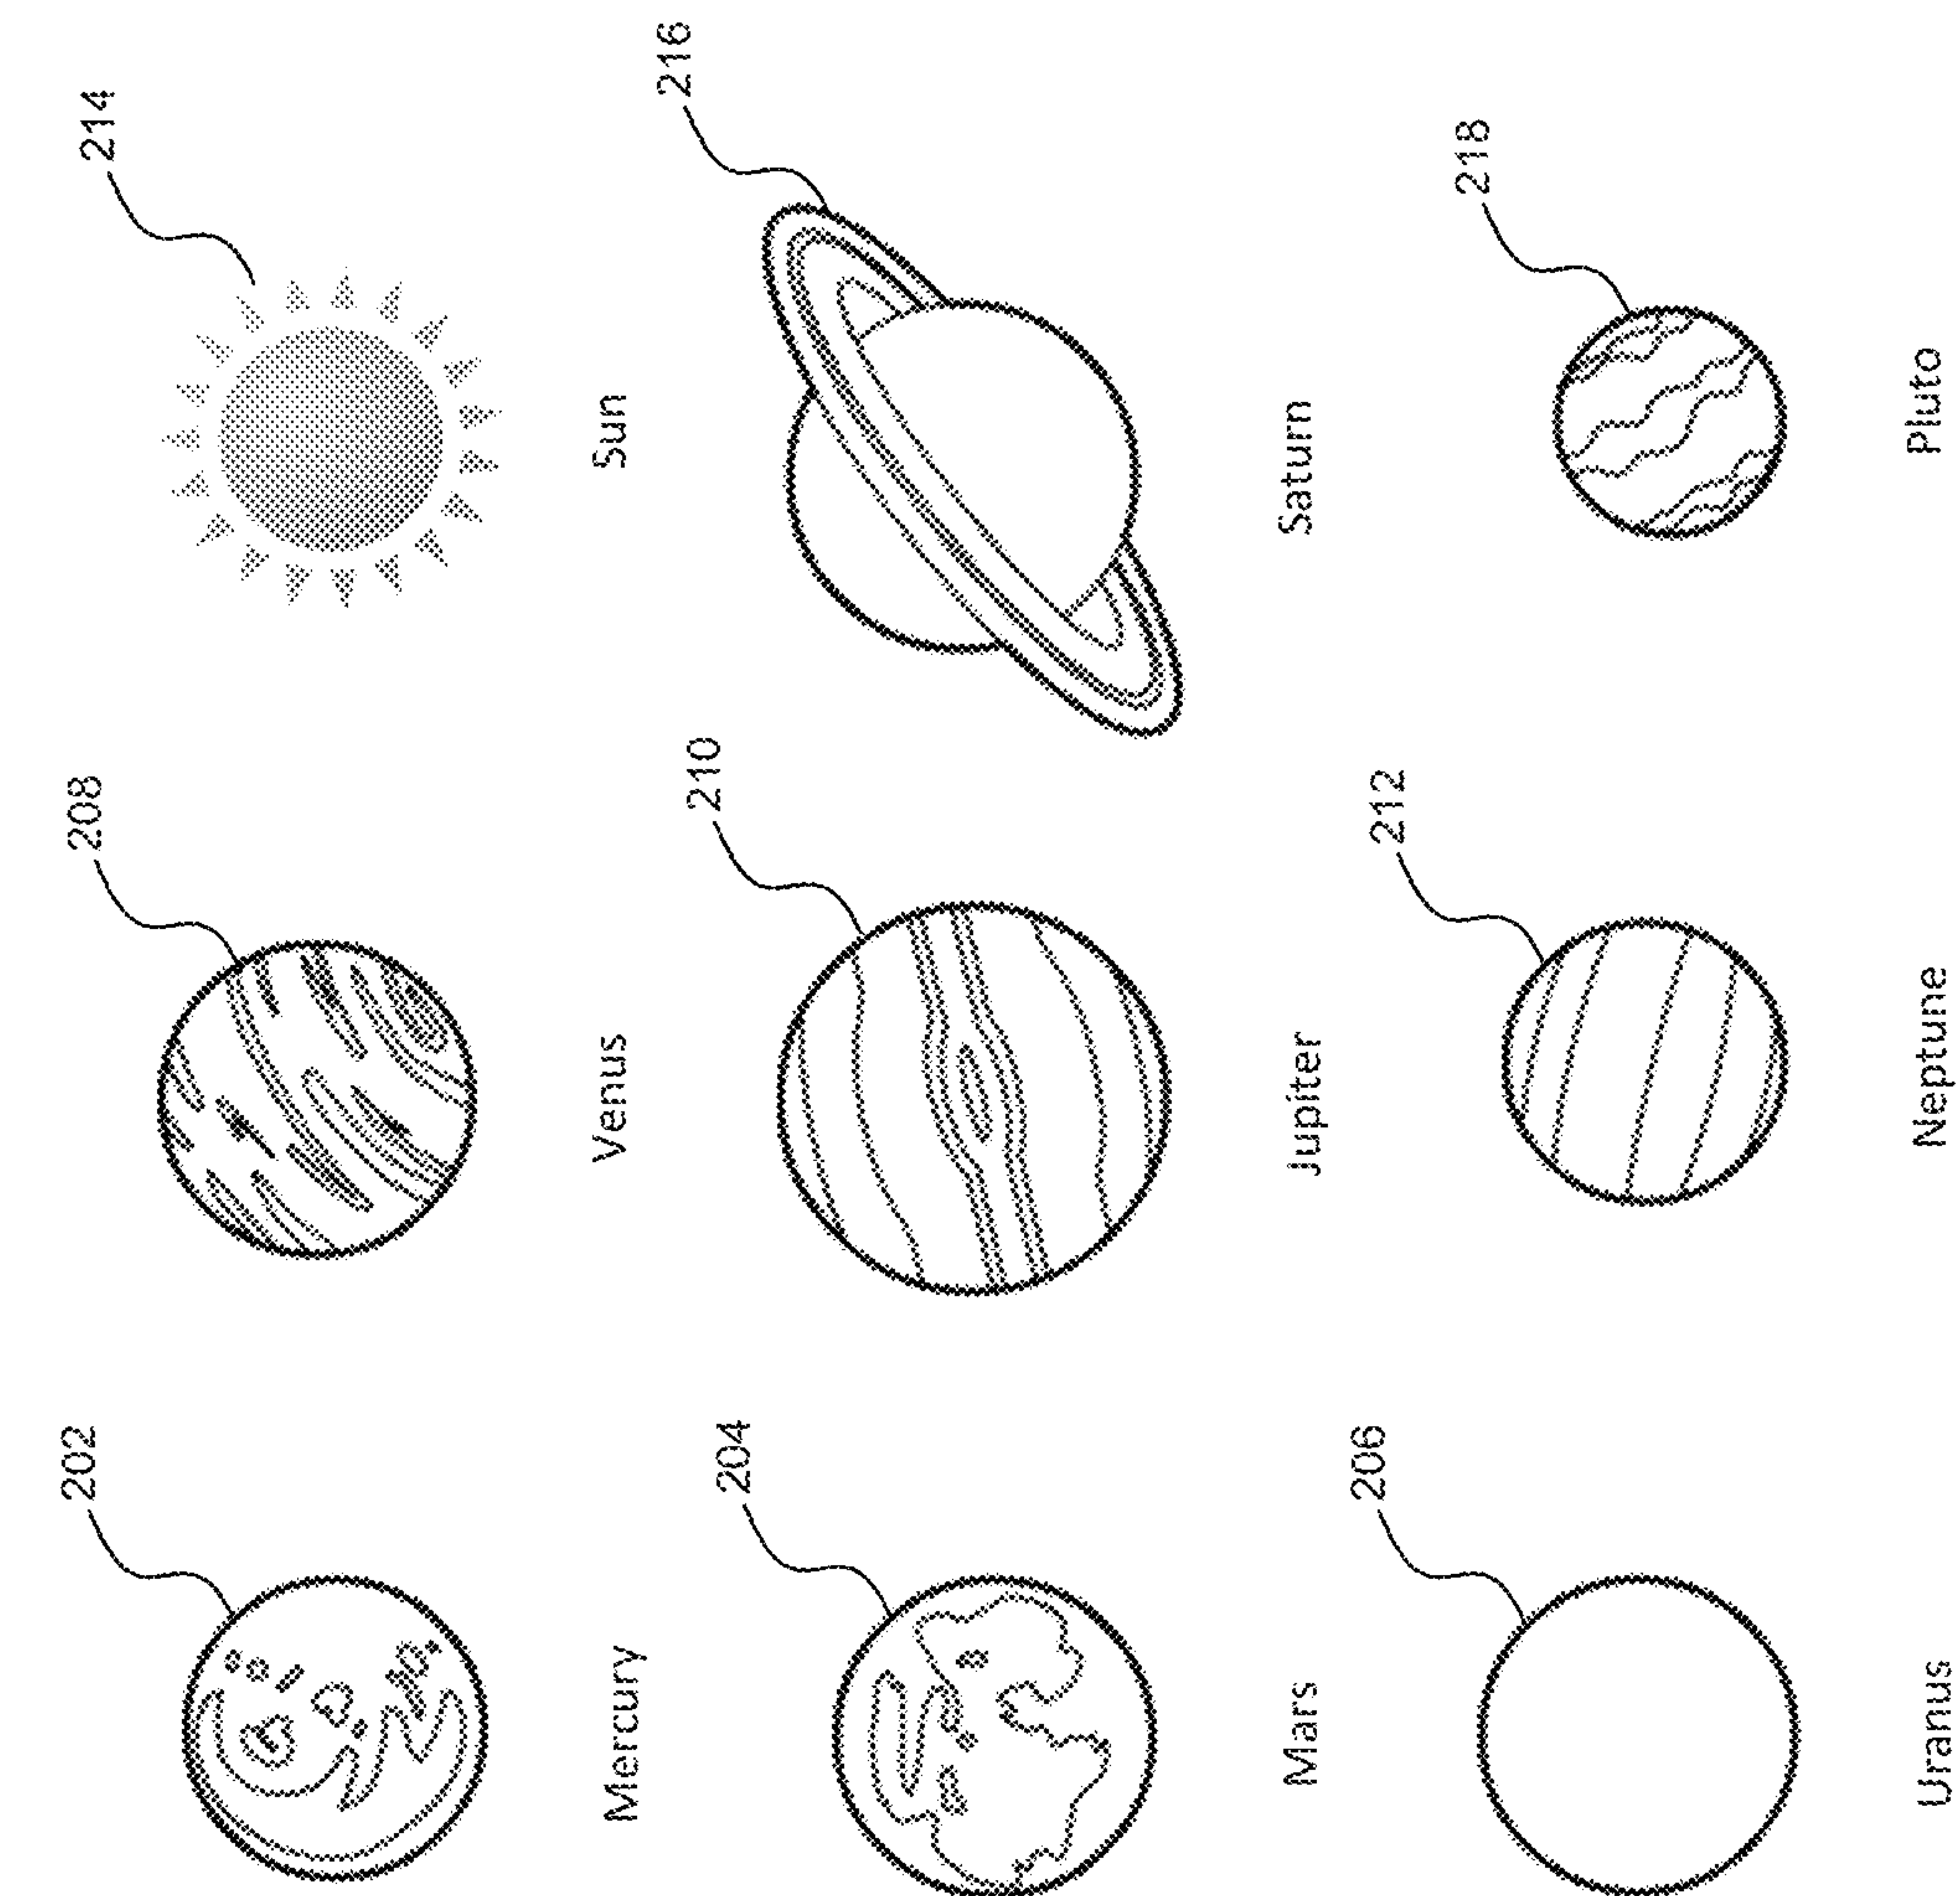 202
208
214
Mercury
Venus
Sun
204
210
216
Mars
Jupiter
Saturn
206
212
218
Uranus
Neptune
Pluto